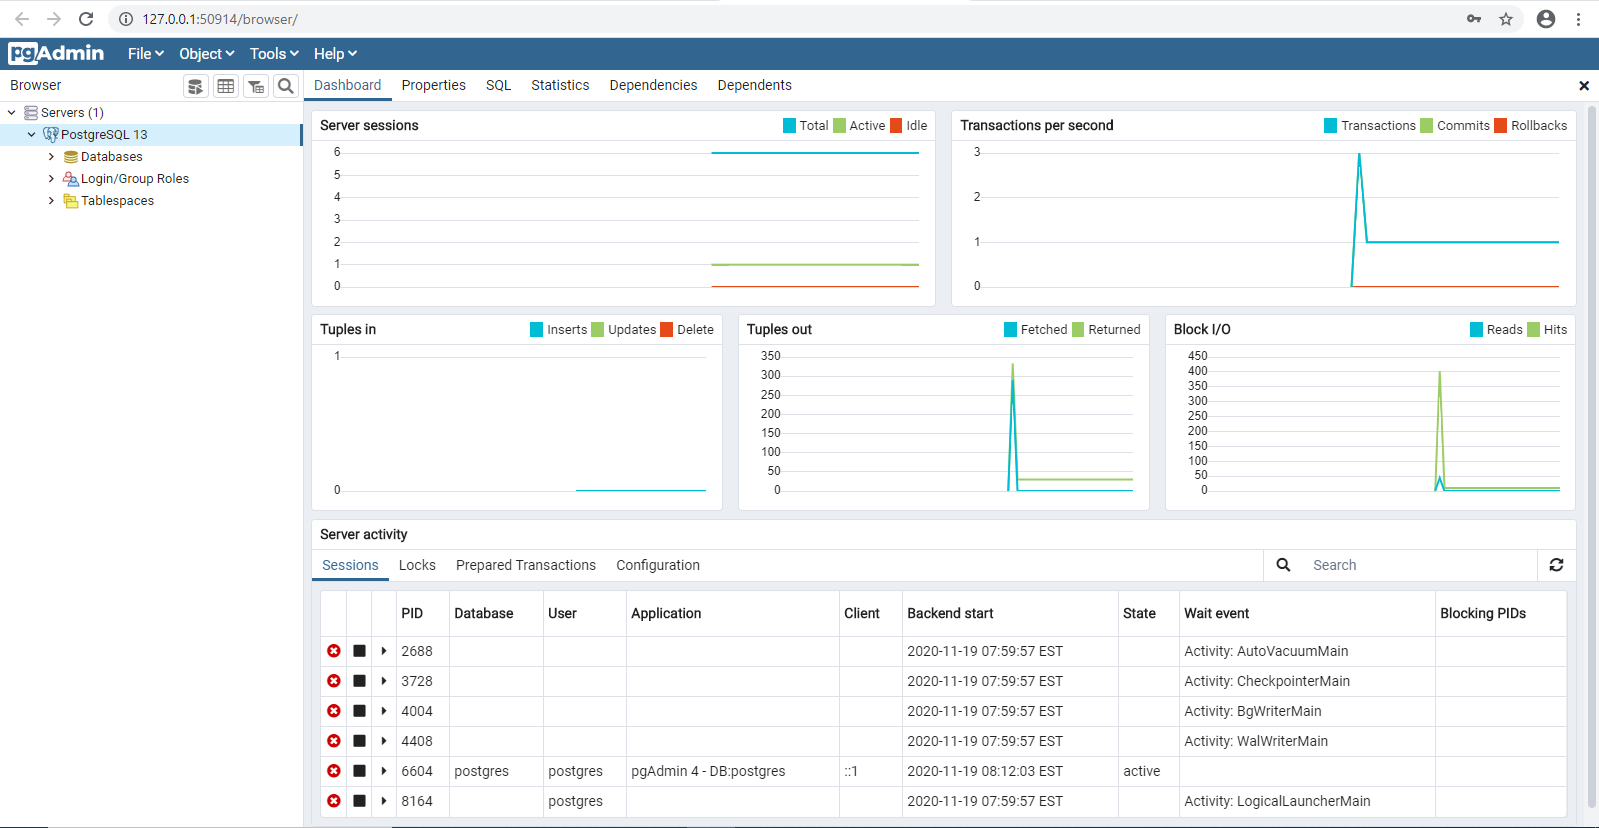 127.0.0.1:50914/browser/
pgAdmin File Object Tools Help
Browser
Dashboard Properties SQL Statistics Dependencies Dependents
Servers (1)
PostgreSQL 13
Databases
Login/Group Roles
Tablespaces
Server sessions Total Active Idle
6
5
4
3
2
1
0
Transactions per second Transactions Commits Rollbacks
3
2
1
0
Tuples in Inserts Updates Delete
1
0
Tuples out Fetched Returned
350
300
250
200
150
100
50
0
Block I/O Reads Hits
450
400
350
300
250
200
150
100
50
0
Server activity
Sessions Locks Prepared Transactions Configuration Search
PID Database User Application Client Backend start State Wait event Blocking PIDs
2688 2020-11-19 07:59:57 EST Activity: AutoVacuumMain
3728 2020-11-19 07:59:57 EST Activity: CheckpointerMain
4004 2020-11-19 07:59:57 EST Activity: BgWriterMain
4408 2020-11-19 07:59:57 EST Activity: WalWriterMain
6604 postgres postgres pgAdmin 4 - DB:postgres ::1 2020-11-19 08:12:03 EST active
8164 postgres 2020-11-19 07:59:57 EST Activity: LogicalLauncherMain